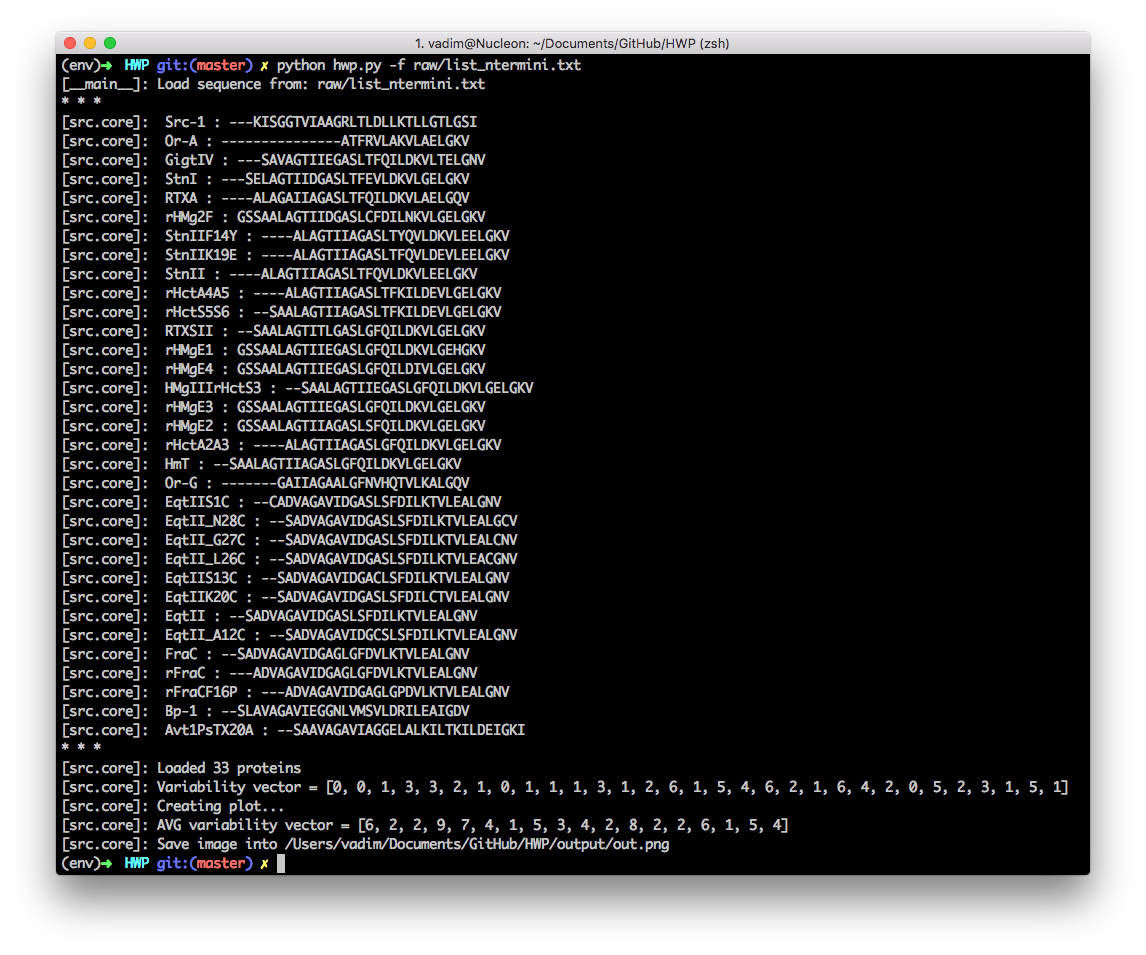 1. vadim@Nucleon: ~/Documents/GitHub/HWP (zsh)
(env)➜  HWP git:(master) ✗ python hwp.py -f raw/list_ntermini.txt
[__main__]: Load sequence from: raw/list_ntermini.txt
* * *
[src.core]:  Src-1 : ---KISGGTVIAAGRLTLDLLKTLLGTLGSI
[src.core]:  Or-A : ---------------ATFRVLAKVLAELGKV
[src.core]:  GigtIV : ---SAVAGTIIEGASLTFQILDKVLTELGNV
[src.core]:  StnI : ---SELAGTIIDGASLTFEVLDKVLGELGKV
[src.core]:  RTXA : ----ALAGAIIAGASLTFQILDKVLAELGQV
[src.core]:  rHMg2F : GSSAALAGTIIDGASLCFDILNKVLGELGKV
[src.core]:  StnIIF14Y : ----ALAGTIIAGASLTYQVLDKVLEELGKV
[src.core]:  StnIIK19E : ----ALAGTIIAGASLTFQVLDEVLEELGKV
[src.core]:  StnII : ----ALAGTIIAGASLTFQVLDKVLEELGKV
[src.core]:  rHctA4A5 : ----ALAGTIIAGASLTFKILDEVLGELGKV
[src.core]:  rHctS5S6 : --SAALAGTIIAGASLTFKILDEVLGELGKV
[src.core]:  RTXSII : --SAALAGTITLGASLGFQILDKVLGELGKV
[src.core]:  rHMgE1 : GSSAALAGTIIEGASLGFQILDKVLGEHGKV
[src.core]:  rHMgE4 : GSSAALAGTIIEGASLGFQILDIVLGELGKV
[src.core]:  HMgIIIrHctS3 : --SAALAGTIIEGASLGFQILDKVLGELGKV
[src.core]:  rHMgE3 : GSSAALAGTIIEGASLGFQILDKVLGELGKV
[src.core]:  rHMgE2 : GSSAALAGTIIEGASLSFQILDKVLGELGKV
[src.core]:  rHctA2A3 : ----ALAGTIIAGASLGFQILDKVLGELGKV
[src.core]:  HmT : --SAALAGTIIAGASLGFQILDKVLGELGKV
[src.core]:  Or-G : -------GAIIAGAALGFNVHQTVLKALGQV
[src.core]:  EqtIIS1C : --CADVAGAVIDGASLSFDILKTVLEALGNV
[src.core]:  EqtII_N28C : --SADVAGAVIDGASLSFDILKTVLEALGCV
[src.core]:  EqtII_G27C : --SADVAGAVIDGASLSFDILKTVLEALCNV
[src.core]:  EqtII_L26C : --SADVAGAVIDGASLSFDILKTVLEACGNV
[src.core]:  EqtIIS13C : --SADVAGAVIDGACLSFDILKTVLEALGNV
[src.core]:  EqtIIK20C : --SADVAGAVIDGASLSFDILCTVLEALGNV
[src.core]:  EqtII : --SADVAGAVIDGASLSFDILKTVLEALGNV
[src.core]:  EqtII_A12C : --SADVAGAVIDGCSLSFDILKTVLEALGNV
[src.core]:  FraC : --SADVAGAVIDGAGLGFDVLKTVLEALGNV
[src.core]:  rFraC : ---ADVAGAVIDGAGLGFDVLKTVLEALGNV
[src.core]:  rFraCF16P : ---ADVAGAVIDGAGLGPDVLKTVLEALGNV
[src.core]:  Bp-1 : --SLAVAGAVIEGGNLVMSVLDRILEAIGDV
[src.core]:  Avt1PsTX20A : --SAAVAGAVIAGGELALKILTKILDEIGKI
* * *
[src.core]: Loaded 33 proteins
[src.core]: Variability vector = [0, 0, 1, 3, 3, 2, 1, 0, 1, 1, 1, 3, 1, 2, 6, 1, 5, 4, 6, 2, 1, 6, 4, 2, 0, 5, 2, 3, 1, 5, 1]
[src.core]: Creating plot...
[src.core]: AVG variability vector = [6, 2, 2, 9, 7, 4, 1, 5, 3, 4, 2, 8, 2, 2, 6, 1, 5, 4]
[src.core]: Save image into /Users/vadim/Documents/GitHub/HWP/output/out.png
(env)➜  HWP git:(master) ✗